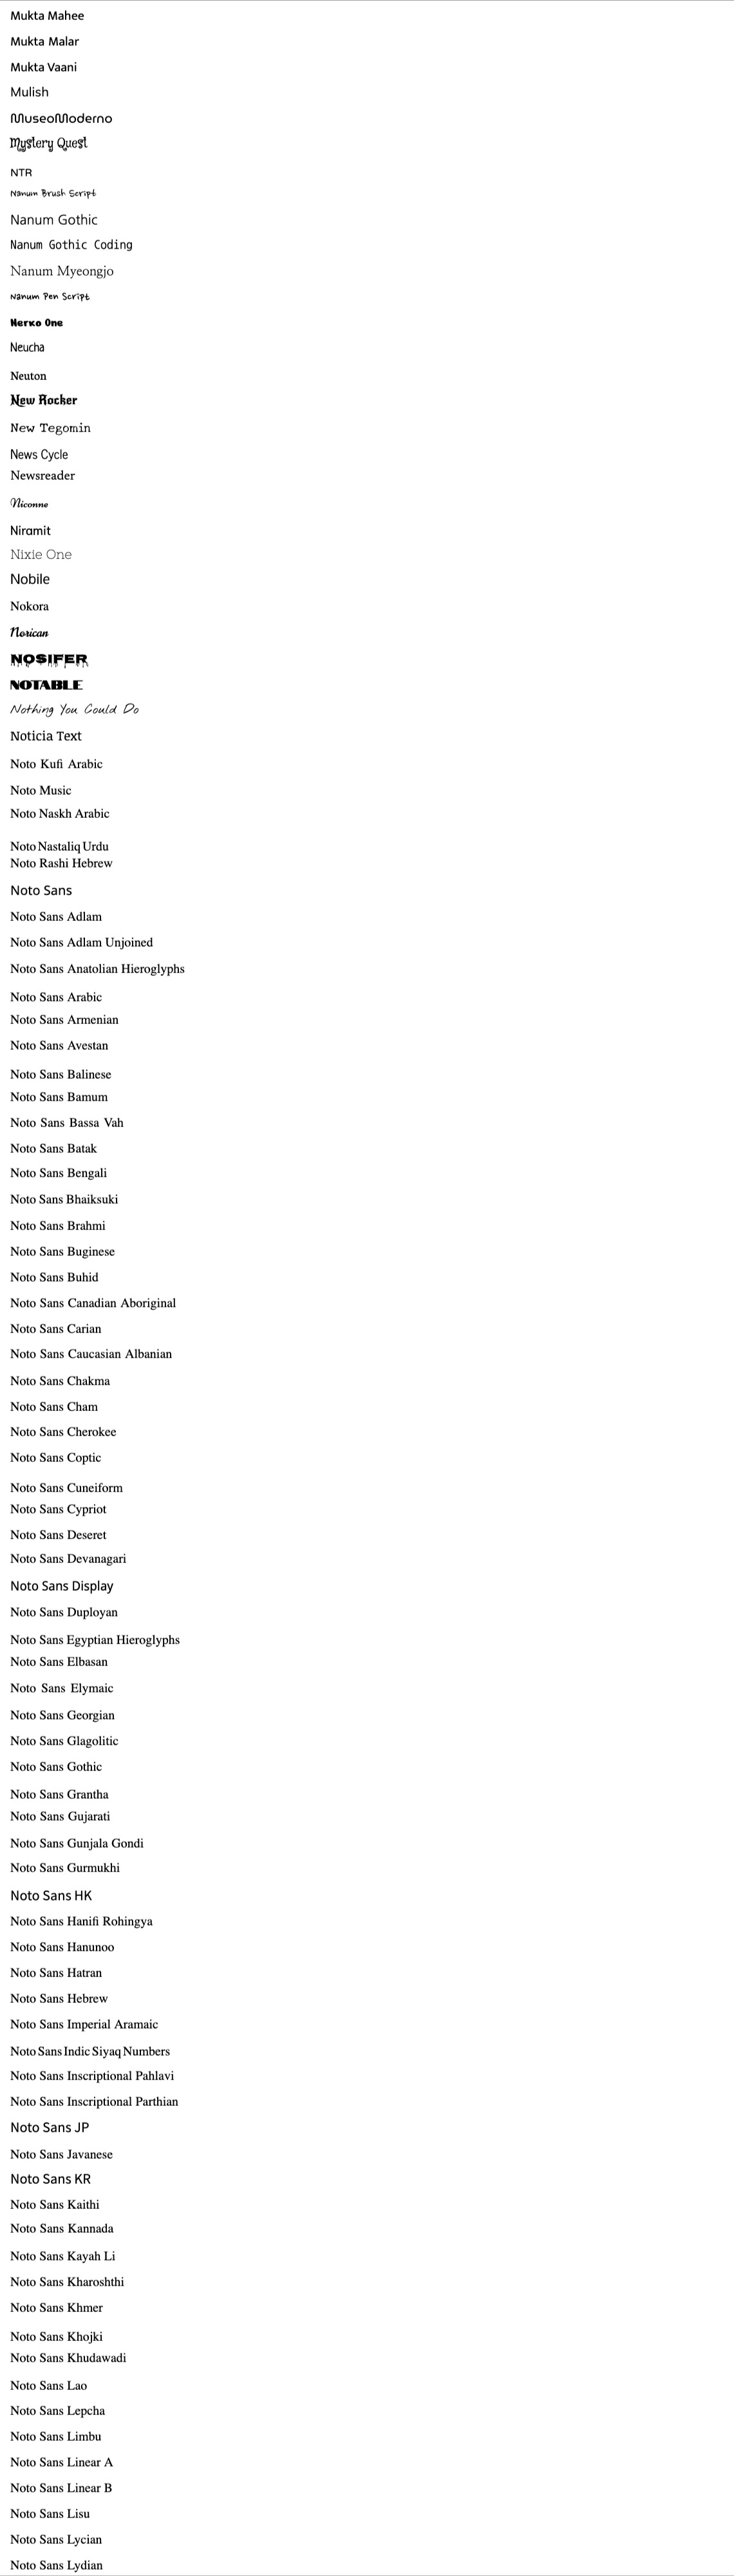 Mukta Mahee
Mukta Malar
Mukta Vaani
Mulish
MuseoModerno
Mystery Quest
NTR
Nanum Brush Script
Nanum Gothic
Nanum Gothic Coding
Nanum Myeongjo
Nanum Pen Script
Nerko One
Neucha
Neuton
New Rocker
New Tegomin
News Cycle
Newsreader
Niconne
Niramit
Nixie One
Nobile
Nokora
Norican
NOSIFER
NOTABLE
Nothing You Could Do
Noticia Text
Noto Kufi Arabic
Noto Music
Noto Naskh Arabic
Noto Nastaliq Urdu
Noto Rashi Hebrew
Noto Sans
Noto Sans Adlam
Noto Sans Adlam Unjoined
Noto Sans Anatolian Hieroglyphs
Noto Sans Arabic
Noto Sans Armenian
Noto Sans Avestan
Noto Sans Balinese
Noto Sans Bamum
Noto Sans Bassa Vah
Noto Sans Batak
Noto Sans Bengali
Noto Sans Bhaiksuki
Noto Sans Brahmi
Noto Sans Buginese
Noto Sans Buhid
Noto Sans Canadian Aboriginal
Noto Sans Carian
Noto Sans Caucasian Albanian
Noto Sans Chakma
Noto Sans Cham
Noto Sans Cherokee
Noto Sans Coptic
Noto Sans Cuneiform
Noto Sans Cypriot
Noto Sans Deseret
Noto Sans Devanagari
Noto Sans Display
Noto Sans Duployan
Noto Sans Egyptian Hieroglyphs
Noto Sans Elbasan
Noto Sans Elymaic
Noto Sans Georgian
Noto Sans Glagolitic
Noto Sans Gothic
Noto Sans Grantha
Noto Sans Gujarati
Noto Sans Gunjala Gondi
Noto Sans Gurmukhi
Noto Sans HK
Noto Sans Hanifi Rohingya
Noto Sans Hanunoo
Noto Sans Hatran
Noto Sans Hebrew
Noto Sans Imperial Aramaic
Noto Sans Indic Siyaq Numbers
Noto Sans Inscriptional Pahlavi
Noto Sans Inscriptional Parthian
Noto Sans JP
Noto Sans Javanese
Noto Sans KR
Noto Sans Kaithi
Noto Sans Kannada
Noto Sans Kayah Li
Noto Sans Kharoshthi
Noto Sans Khmer
Noto Sans Khojki
Noto Sans Khudawadi
Noto Sans Lao
Noto Sans Lepcha
Noto Sans Limbu
Noto Sans Linear A
Noto Sans Linear B
Noto Sans Lisu
Noto Sans Lycian
Noto Sans Lydian